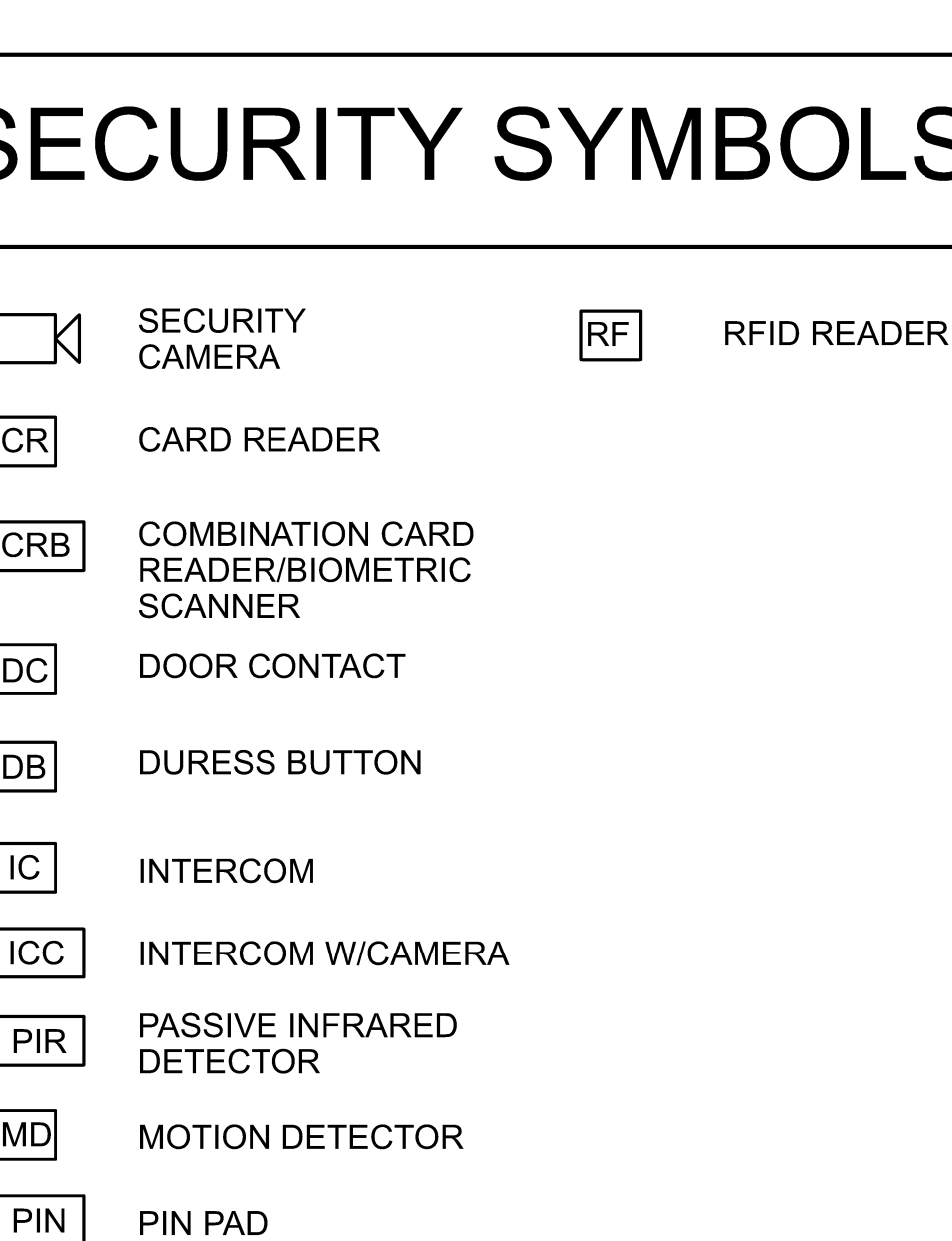 SECURITY SYMBOLS
SECURITY
CAMERA
RF RFID READER
CR CARD READER
CRB COMBINATION CARD
READER/BIOMETRIC
SCANNER
DC DOOR CONTACT
DB DURESS BUTTON
IC INTERCOM
ICC INTERCOM W/CAMERA
PIR PASSIVE INFRARED
DETECTOR
MD MOTION DETECTOR
PIN PIN PAD